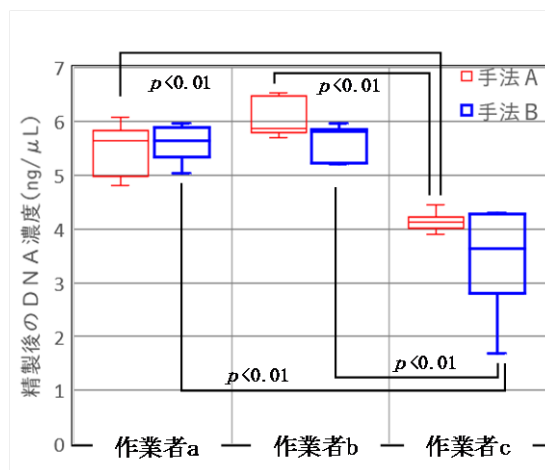 7
6
5
4
3
2
1
0
精製後のDNA濃度(ng/μL)
p<0.01
p<0.01
手法A
手法B
p<0.01
p<0.01
作業者a
作業者b
作業者c